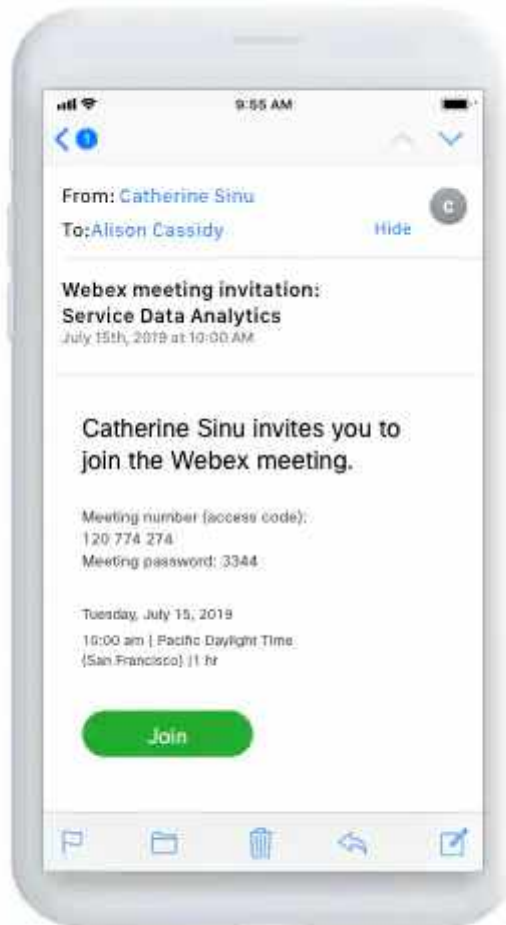 9:55 AM
1
From: Catherine Sinu
C
To:Alison Cassidy
Hide
Webex meeting invitation:
Service Data Analytics
July 15th, 2019 at 10:00 AM
Catherine Sinu invites you to
join the Webex meeting.
Meeting number (access code):
120 774 274
Meeting password: 3344
Tuesday, July 15, 2019
10:00 am | Pacific Daylight Time
(San Francisco) |1 hr
Join